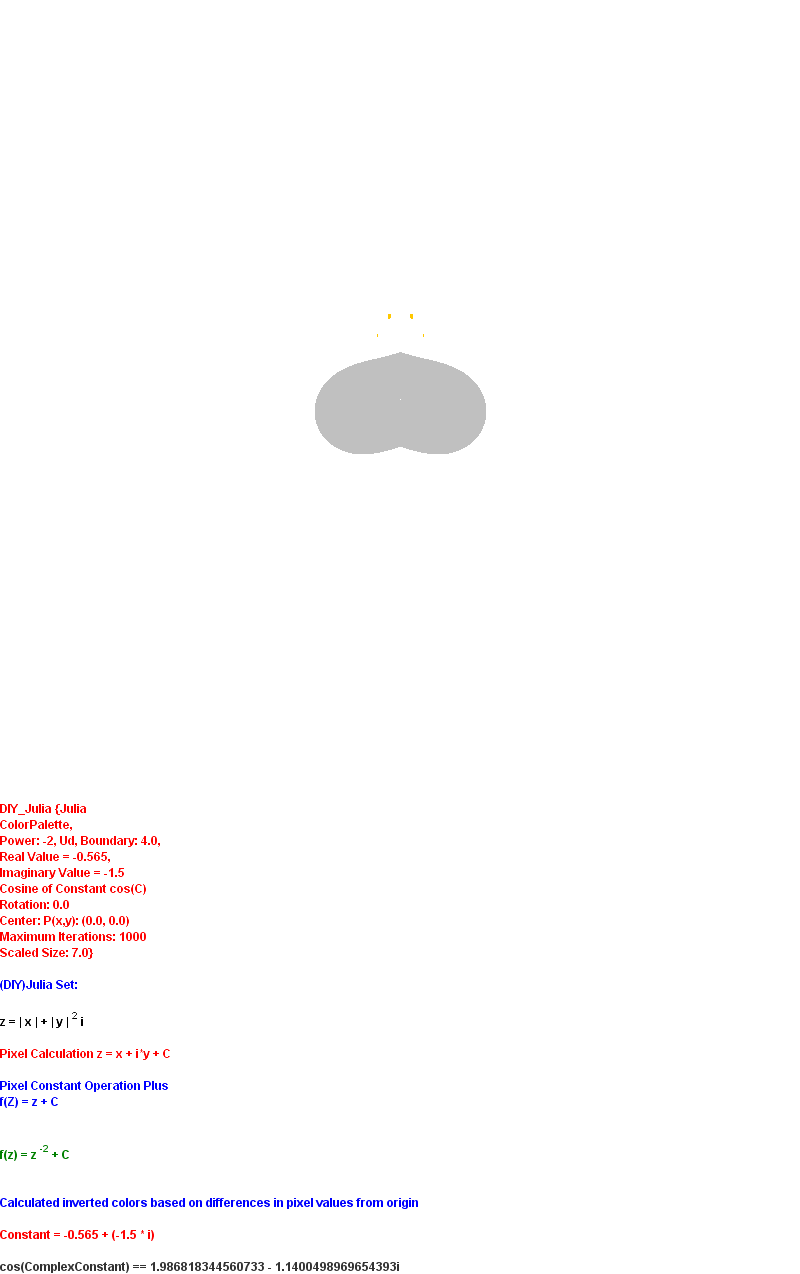 DIY_Julia {Julia
ColorPalette,
Power: -2, Ud, Boundary: 4.0,
Real Value = -0.565,
Imaginary Value = -1.5
Cosine of Constant cos(C)
Rotation: 0.0
Center: P(x,y): (0.0, 0.0)
Maximum Iterations: 1000
Scaled Size: 7.0}
(DIY)Julia Set:
z = | x | + | y | 2 i
Pixel Calculation z = x + i*y + C
Pixel Constant Operation Plus
f(Z) = z + C
f(z) = z -2 + C
Calculated inverted colors based on differences in pixel values from origin
Constant = -0.565 + (-1.5 * i)
cos(ComplexConstant) == 1.986818344560733 - 1.1400498969654393i